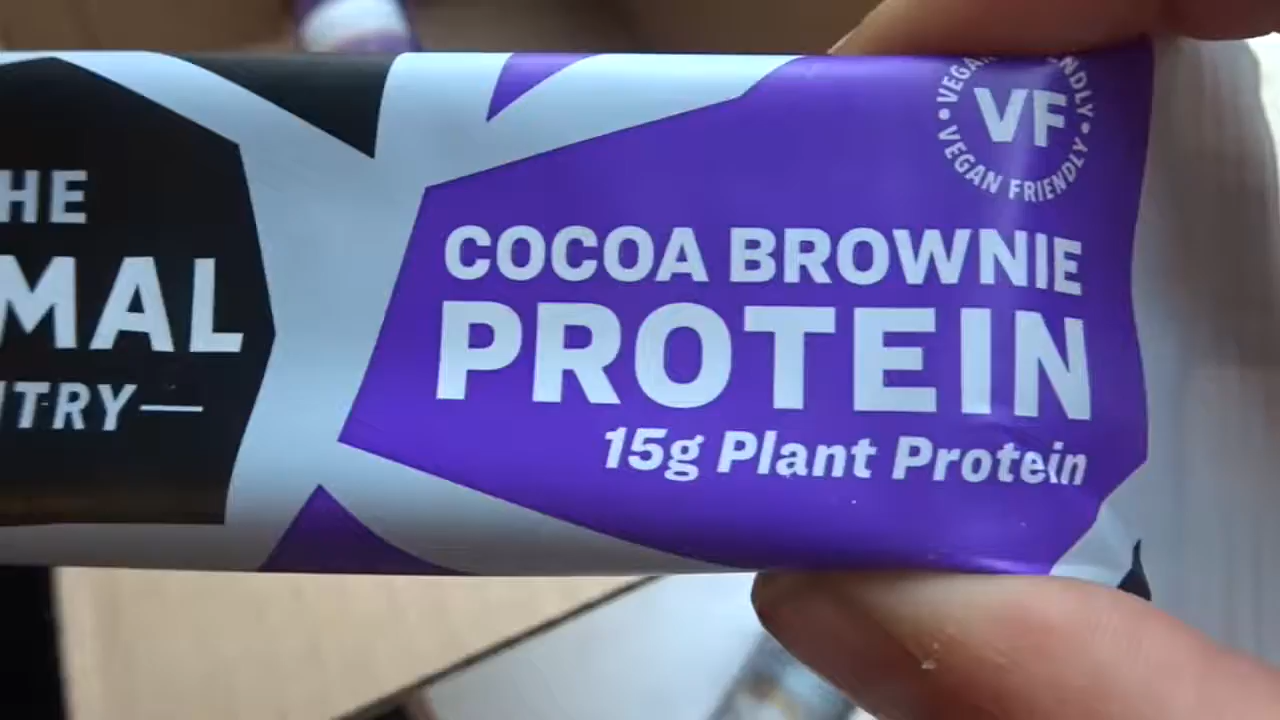 HE
MAL
TRY
VF
VEGAN FRIENDLY
COCOA BROWNIE
PROTEIN
15g Plant Protein